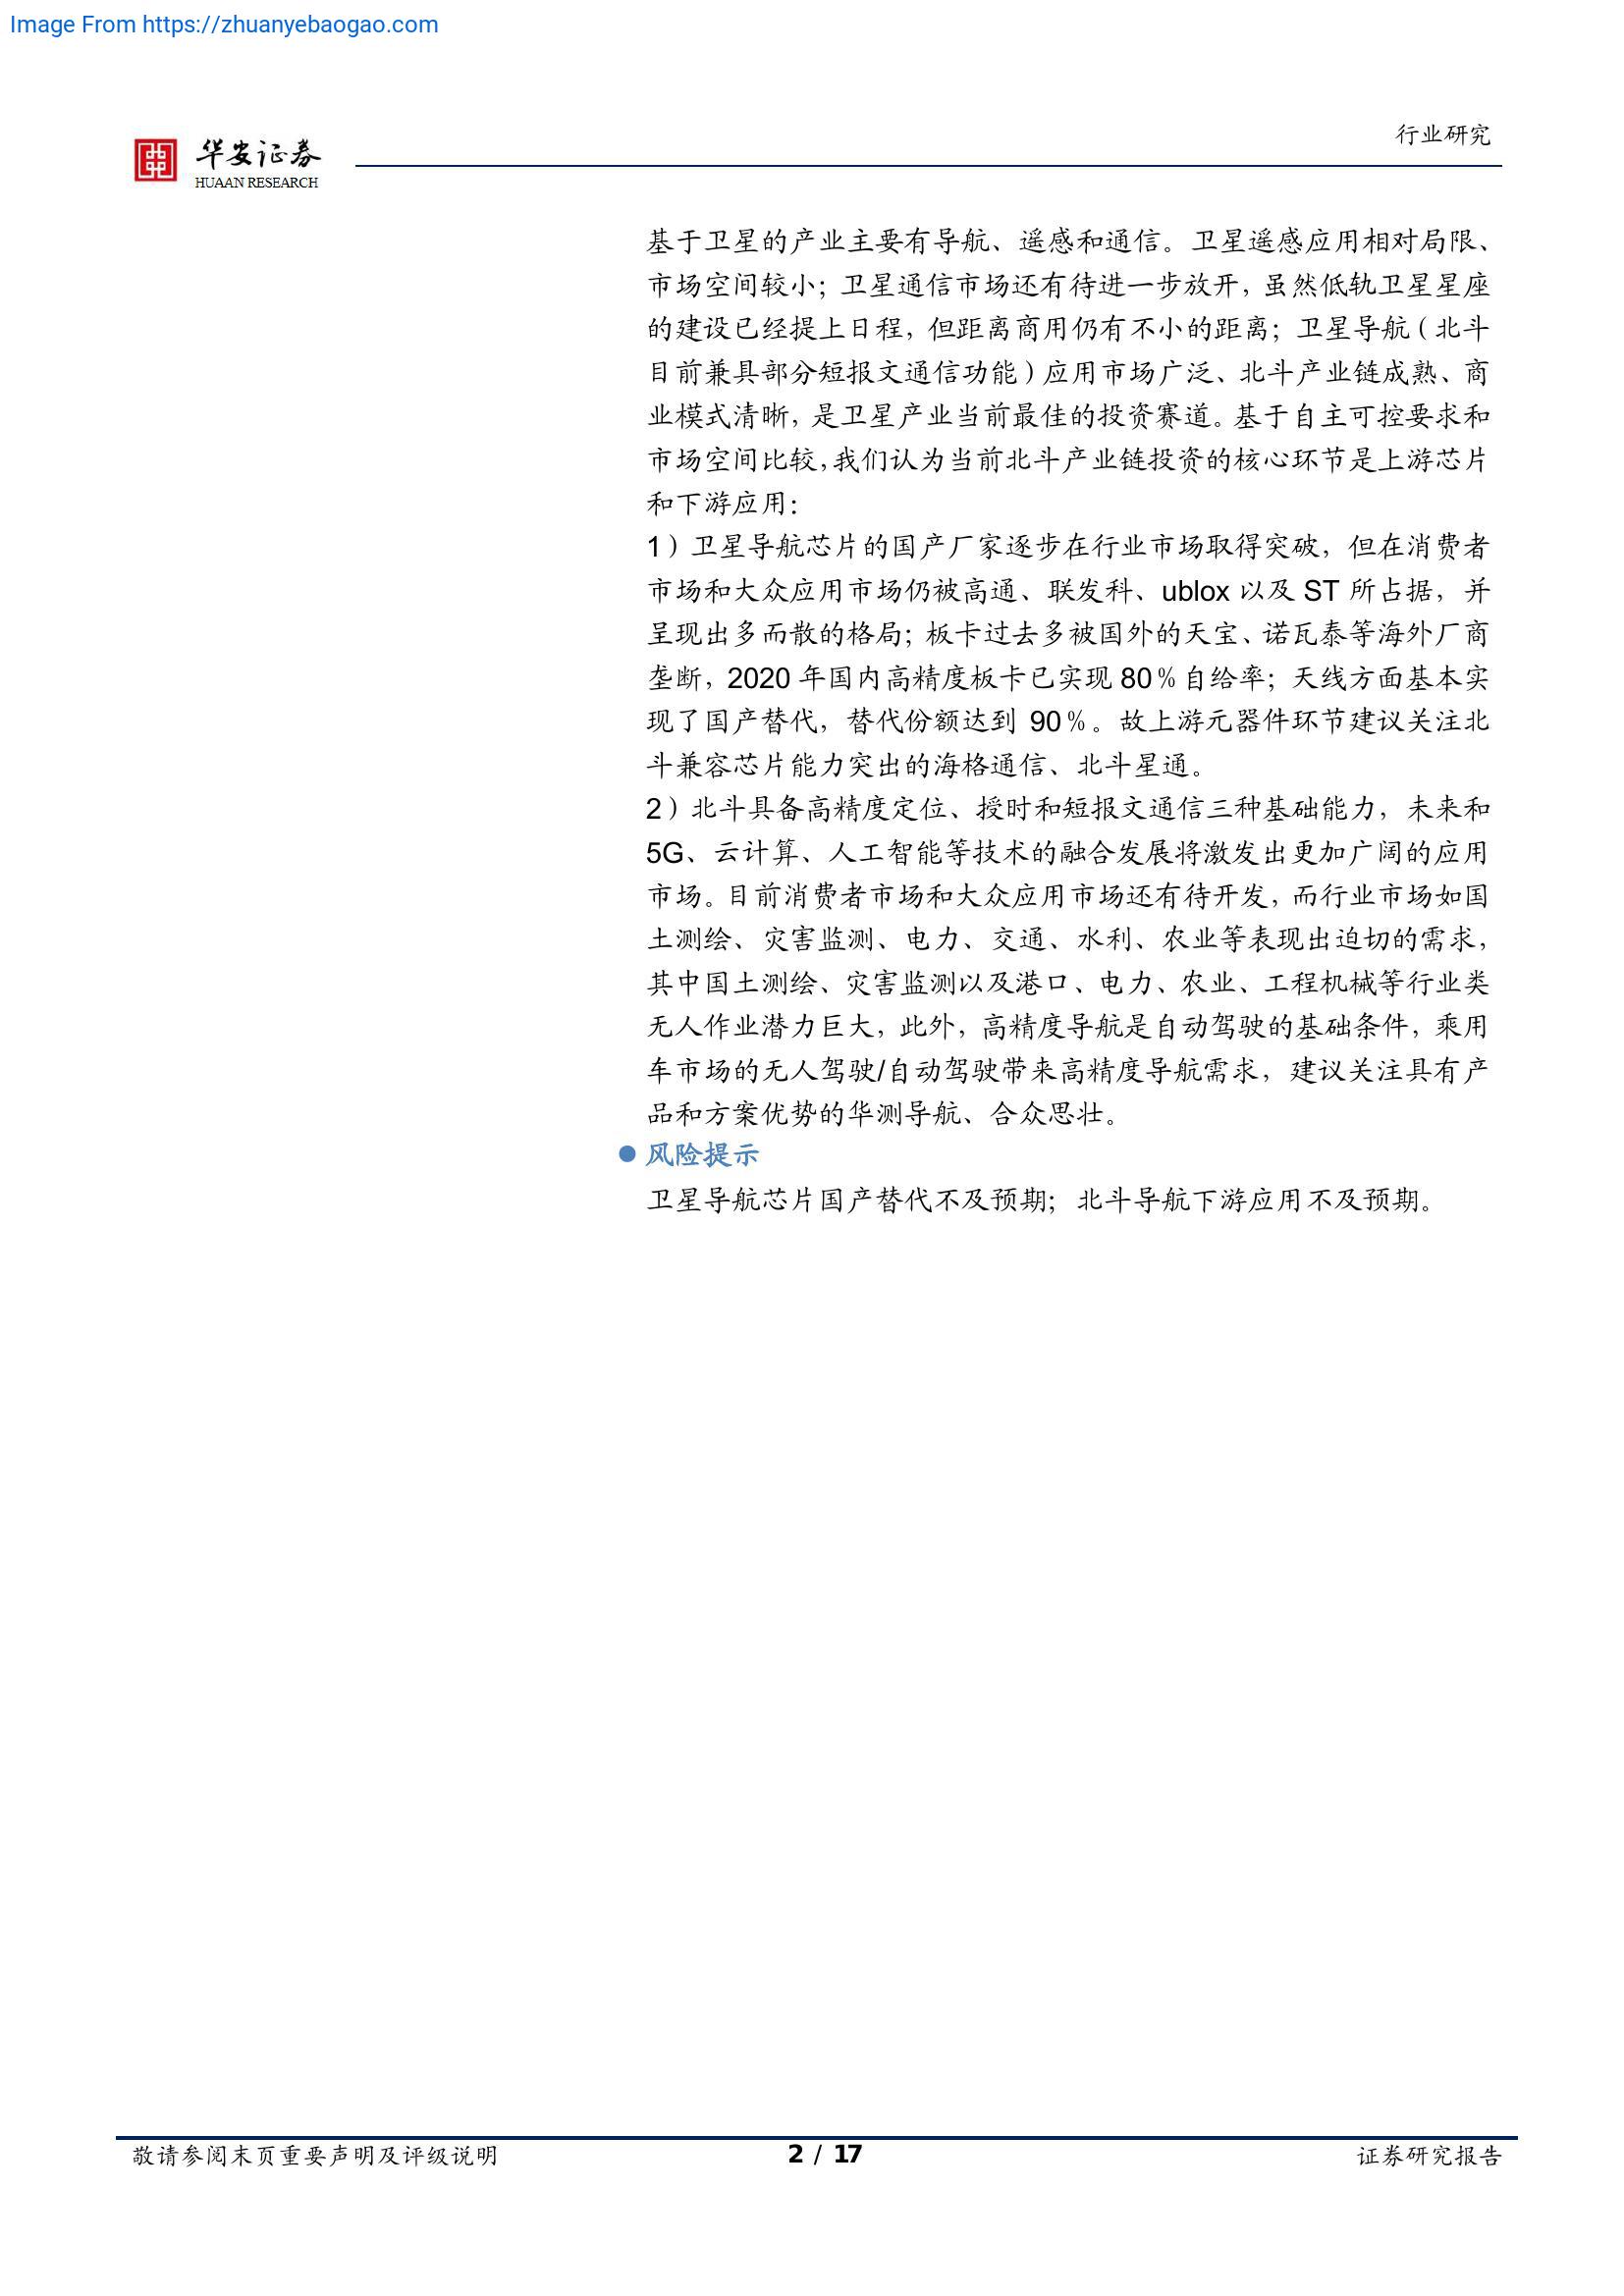 Image From https://zhuanyebaogao.com
华安证券
HUAAN RESEARCH
行业研究
基于卫星的产业主要有导航、遥感和通信。卫星遥感应用相对局限、
市场空间较小；卫星通信市场还有待进一步放开，虽然低轨卫星星座
的建设已经提上日程，但距离商用仍有不小的距离；卫星导航（北斗
目前兼具部分短报文通信功能）应用市场广泛、北斗产业链成熟、商
业模式清晰，是卫星产业当前最佳的投资赛道。基于自主可控要求和
市场空间比较，我们认为当前北斗产业链投资的核心环节是上游芯片
和下游应用：
1）卫星导航芯片的国产厂家逐步在行业市场取得突破，但在消费者
市场和大众应用市场仍被高通、联发科、ublox 以及 ST 所占据，并
呈现出多而散的格局；板卡过去多被国外的天宝、诺瓦泰等海外厂商
垄断，2020 年国内高精度板卡已实现 80％自给率；天线方面基本实
现了国产替代，替代份额达到 90％。故上游元器件环节建议关注北
斗兼容芯片能力突出的海格通信、北斗星通。
2）北斗具备高精度定位、授时和短报文通信三种基础能力，未来和
5G、云计算、人工智能等技术的融合发展将激发出更加广阔的应用
市场。目前消费者市场和大众应用市场还有待开发，而行业市场如国
土测绘、灾害监测、电力、交通、水利、农业等表现出迫切的需求，
其中国土测绘、灾害监测以及港口、电力、农业、工程机械等行业类
无人作业潜力巨大，此外，高精度导航是自动驾驶的基础条件，乘用
车市场的无人驾驶/自动驾驶带来高精度导航需求，建议关注具有产
品和方案优势的华测导航、合众思壮。
● 风险提示
卫星导航芯片国产替代不及预期；北斗导航下游应用不及预期。
敬请参阅末页重要声明及评级说明
2 / 17
证券研究报告